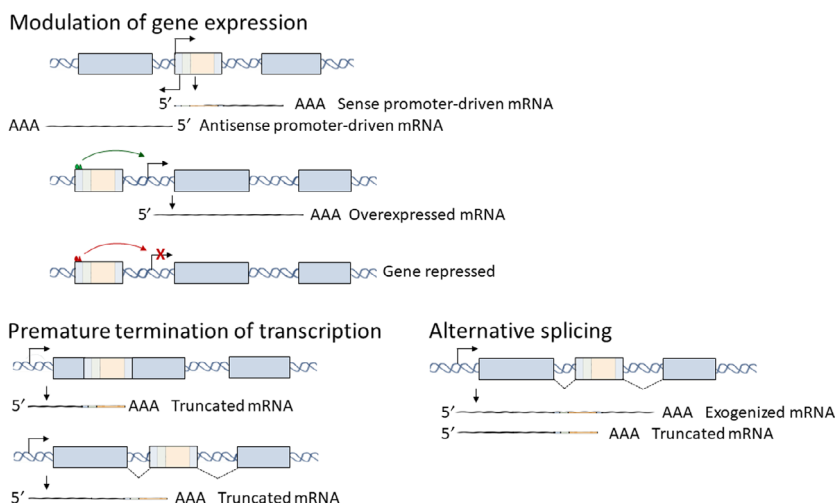 Modulation of gene expression
5′ AAA Sense promoter-driven mRNA
AAA 5′ Antisense promoter-driven mRNA
5′ AAA Overexpressed mRNA
X
Gene repressed
Premature termination of transcription
5′ AAA Truncated mRNA
5′ AAA Truncated mRNA
Alternative splicing
5′ AAA Exogenized mRNA
5′ AAA Truncated mRNA